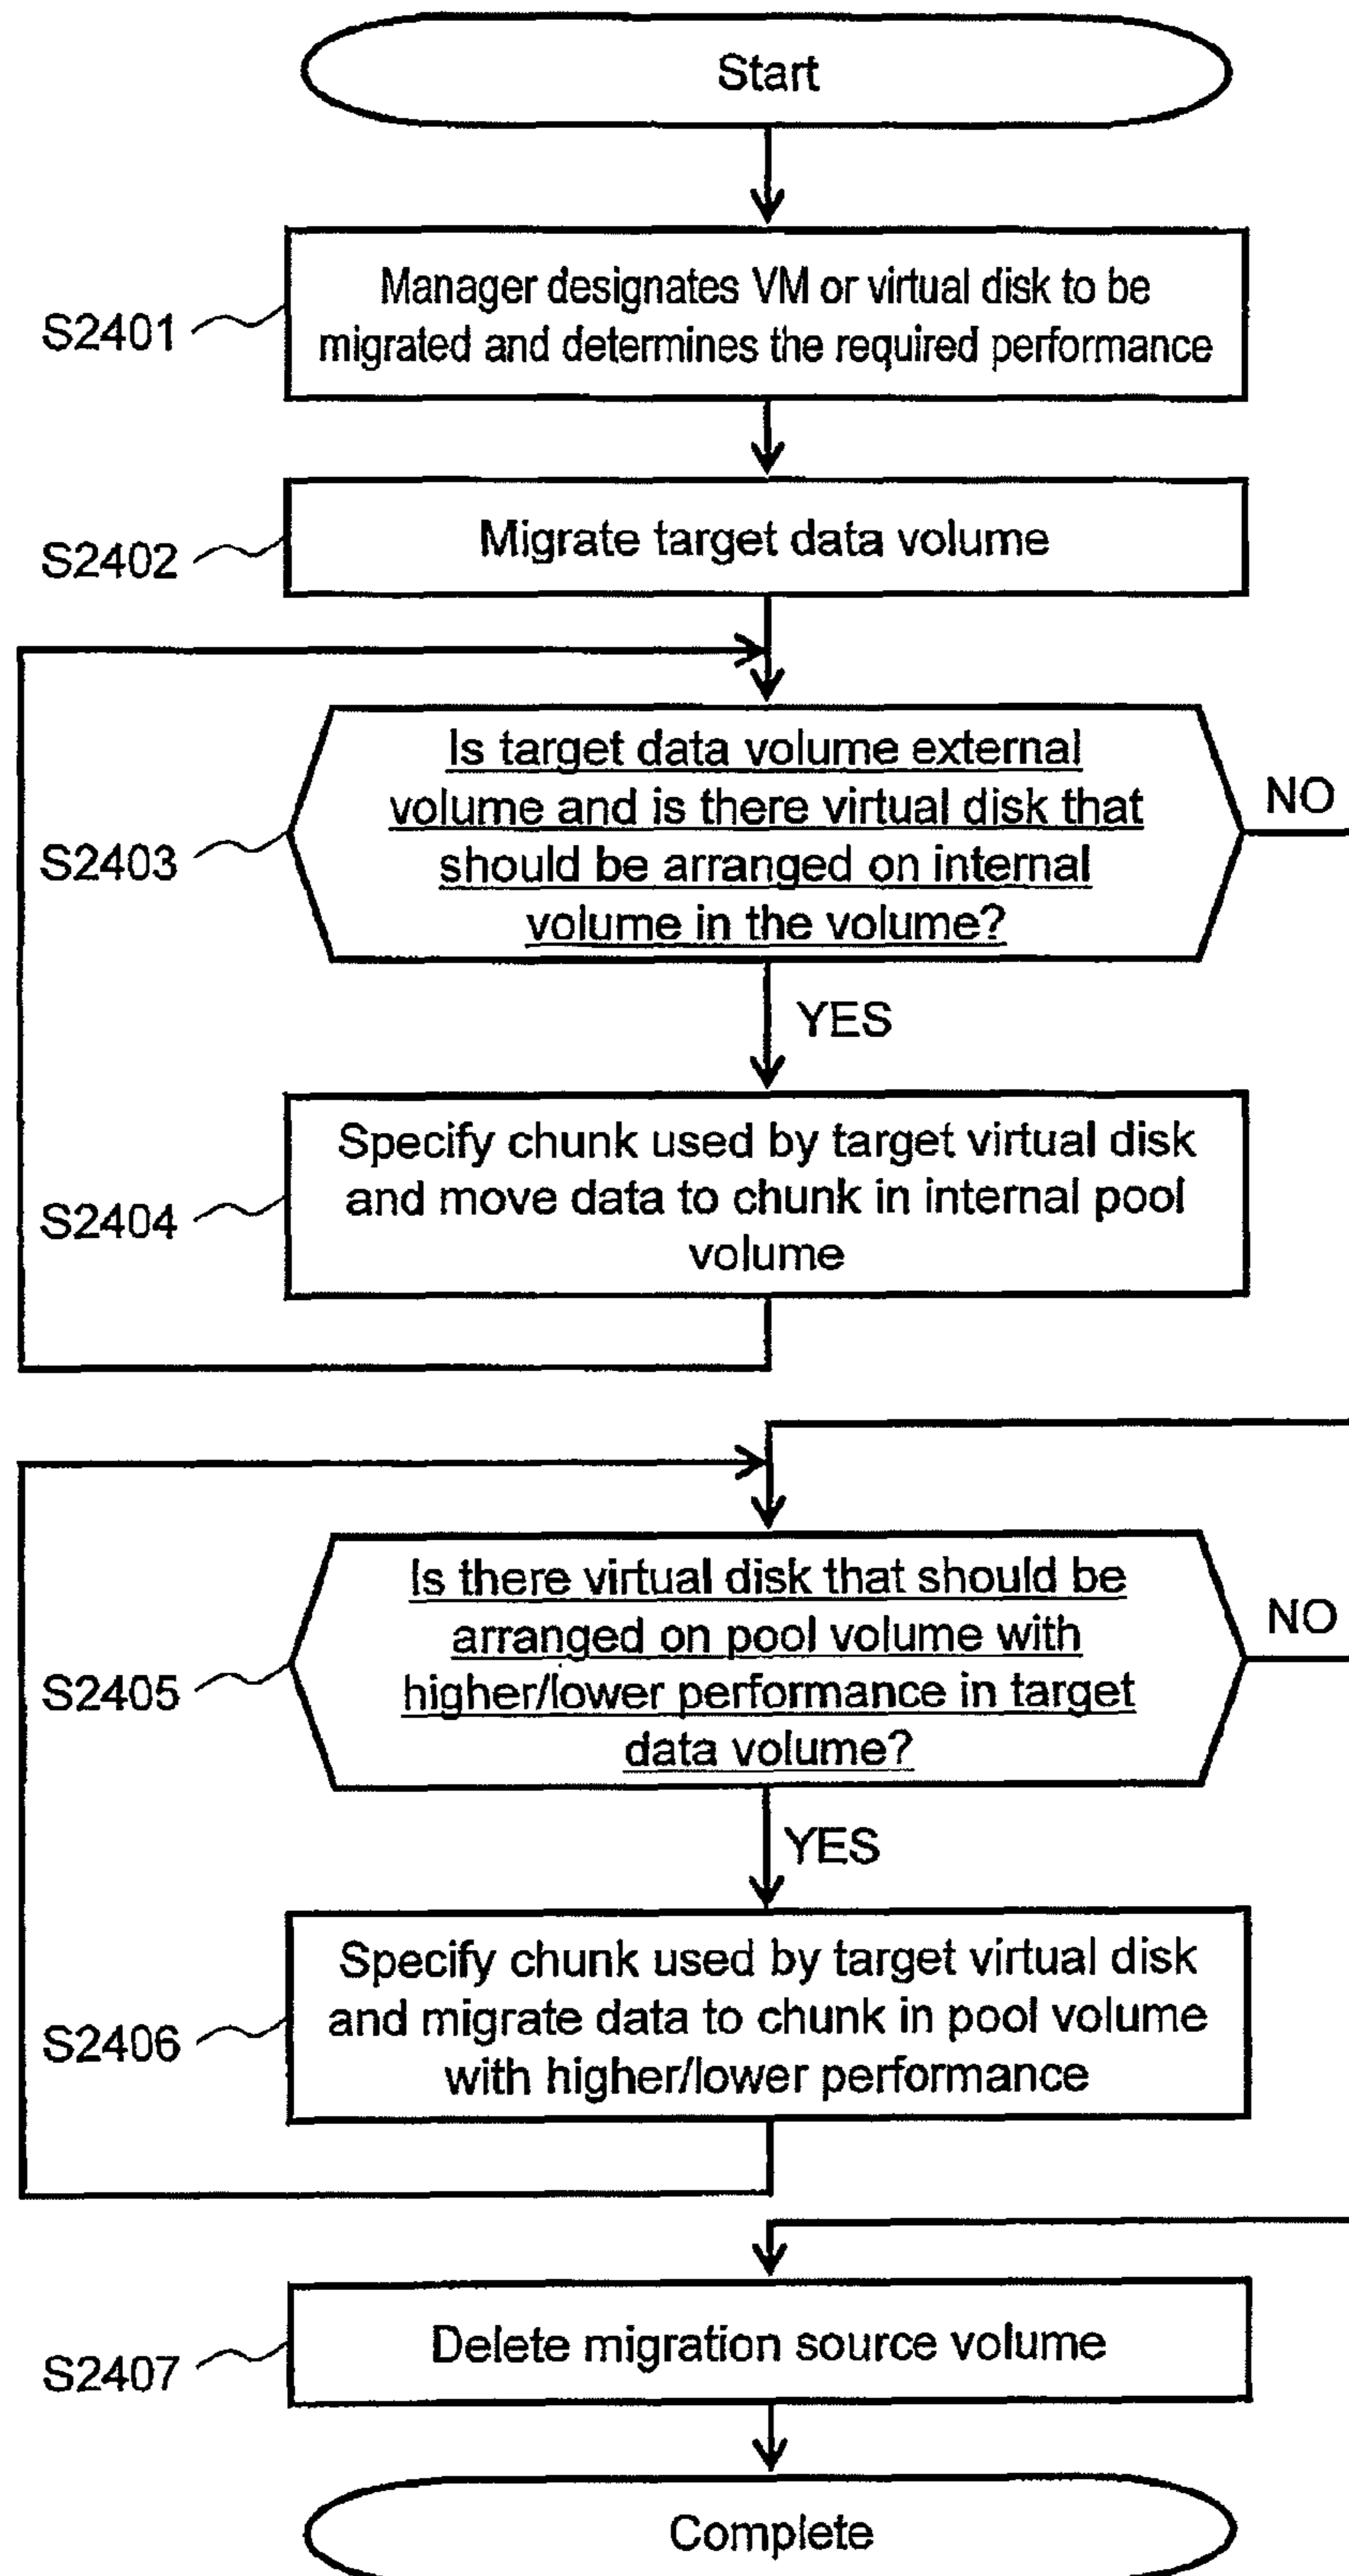 Start
Manager designates VM or virtual disk to be
migrated and determines the required performance
S2401
Migrate target data volume
S2402
Is target data volume external
volume and is there virtual disk that
should be arranged on internal
volume in the volume?
NO
S2403
YES
Specify chunk used by target virtual disk
and move data to chunk in internal pool
volume
S2404
Is there virtual disk that should be
arranged on pool volume with
higher/lower performance in target
data volume?
NO
S2405
YES
Specify chunk used by target virtual disk
and migrate data to chunk in pool volume
with higher/lower performance
S2406
Delete migration source volume
S2407
Complete